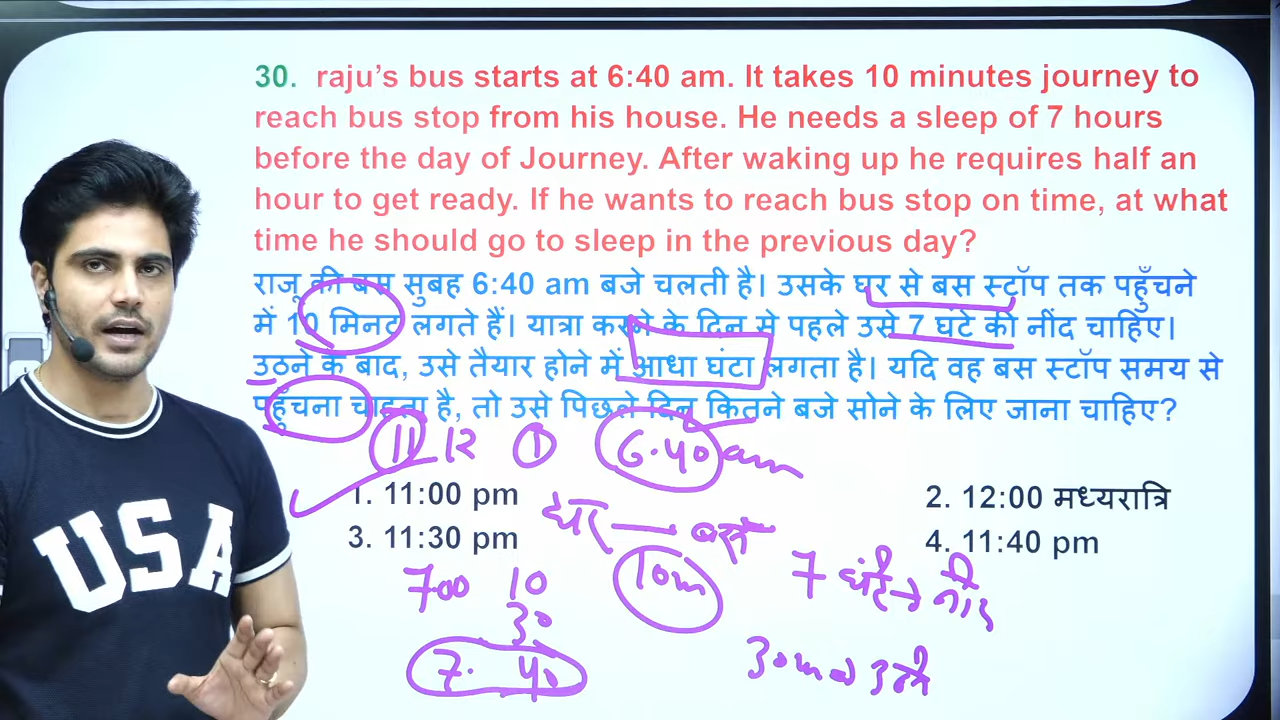 30. raju's bus starts at 6:40 am. It takes 10 minutes journey to
reach bus stop from his house. He needs a sleep of 7 hours
before the day of Journey. After waking up he requires half an
hour to get ready. If he wants to reach bus stop on time, at what
time he should go to sleep in the previous day?
राजू की बस सुबह 6:40 am बजे चलती है। उसके घर से बस स्टॉप तक पहुँचने
में 10 मिनट लगते हैं। यात्रा करने के दिन से पहले उसे 7 घंटे की नींद चाहिए।
उठने के बाद, उसे तैयार होने में आधा घंटा लगता है। यदि वह बस स्टॉप समय से
पहुँचना चाहता है, तो उसे पिछले दिन कितने बजे सोने के लिए जाना चाहिए?
11 12 1 6.40 am
1. 11:00 pm 2. 12:00 मध्यरात्रि
घर — बस
3. 11:30 pm 4. 11:40 pm
700 10 10m 7 घंटे → नींद
30
7. 40 30m
USA